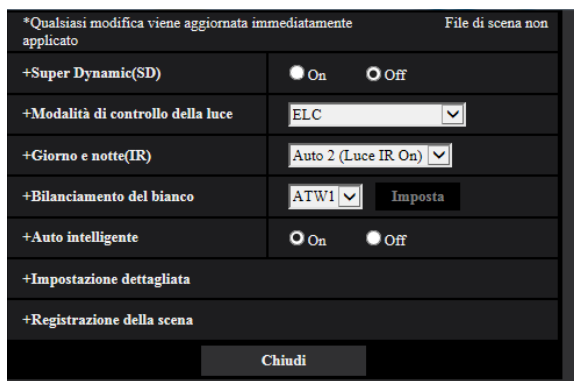 *Qualsiasi modifica viene aggiornata immediatamente File di scena non
applicato
+Super Dynamic(SD) On Off
+Modalità di controllo della luce ELC
+Giorno e notte(IR) Auto 2 (Luce IR On)
+Bilanciamento del bianco ATW1 Imposta
+Auto intelligente On Off
+Impostazione dettagliata
+Registrazione della scena
Chiudi